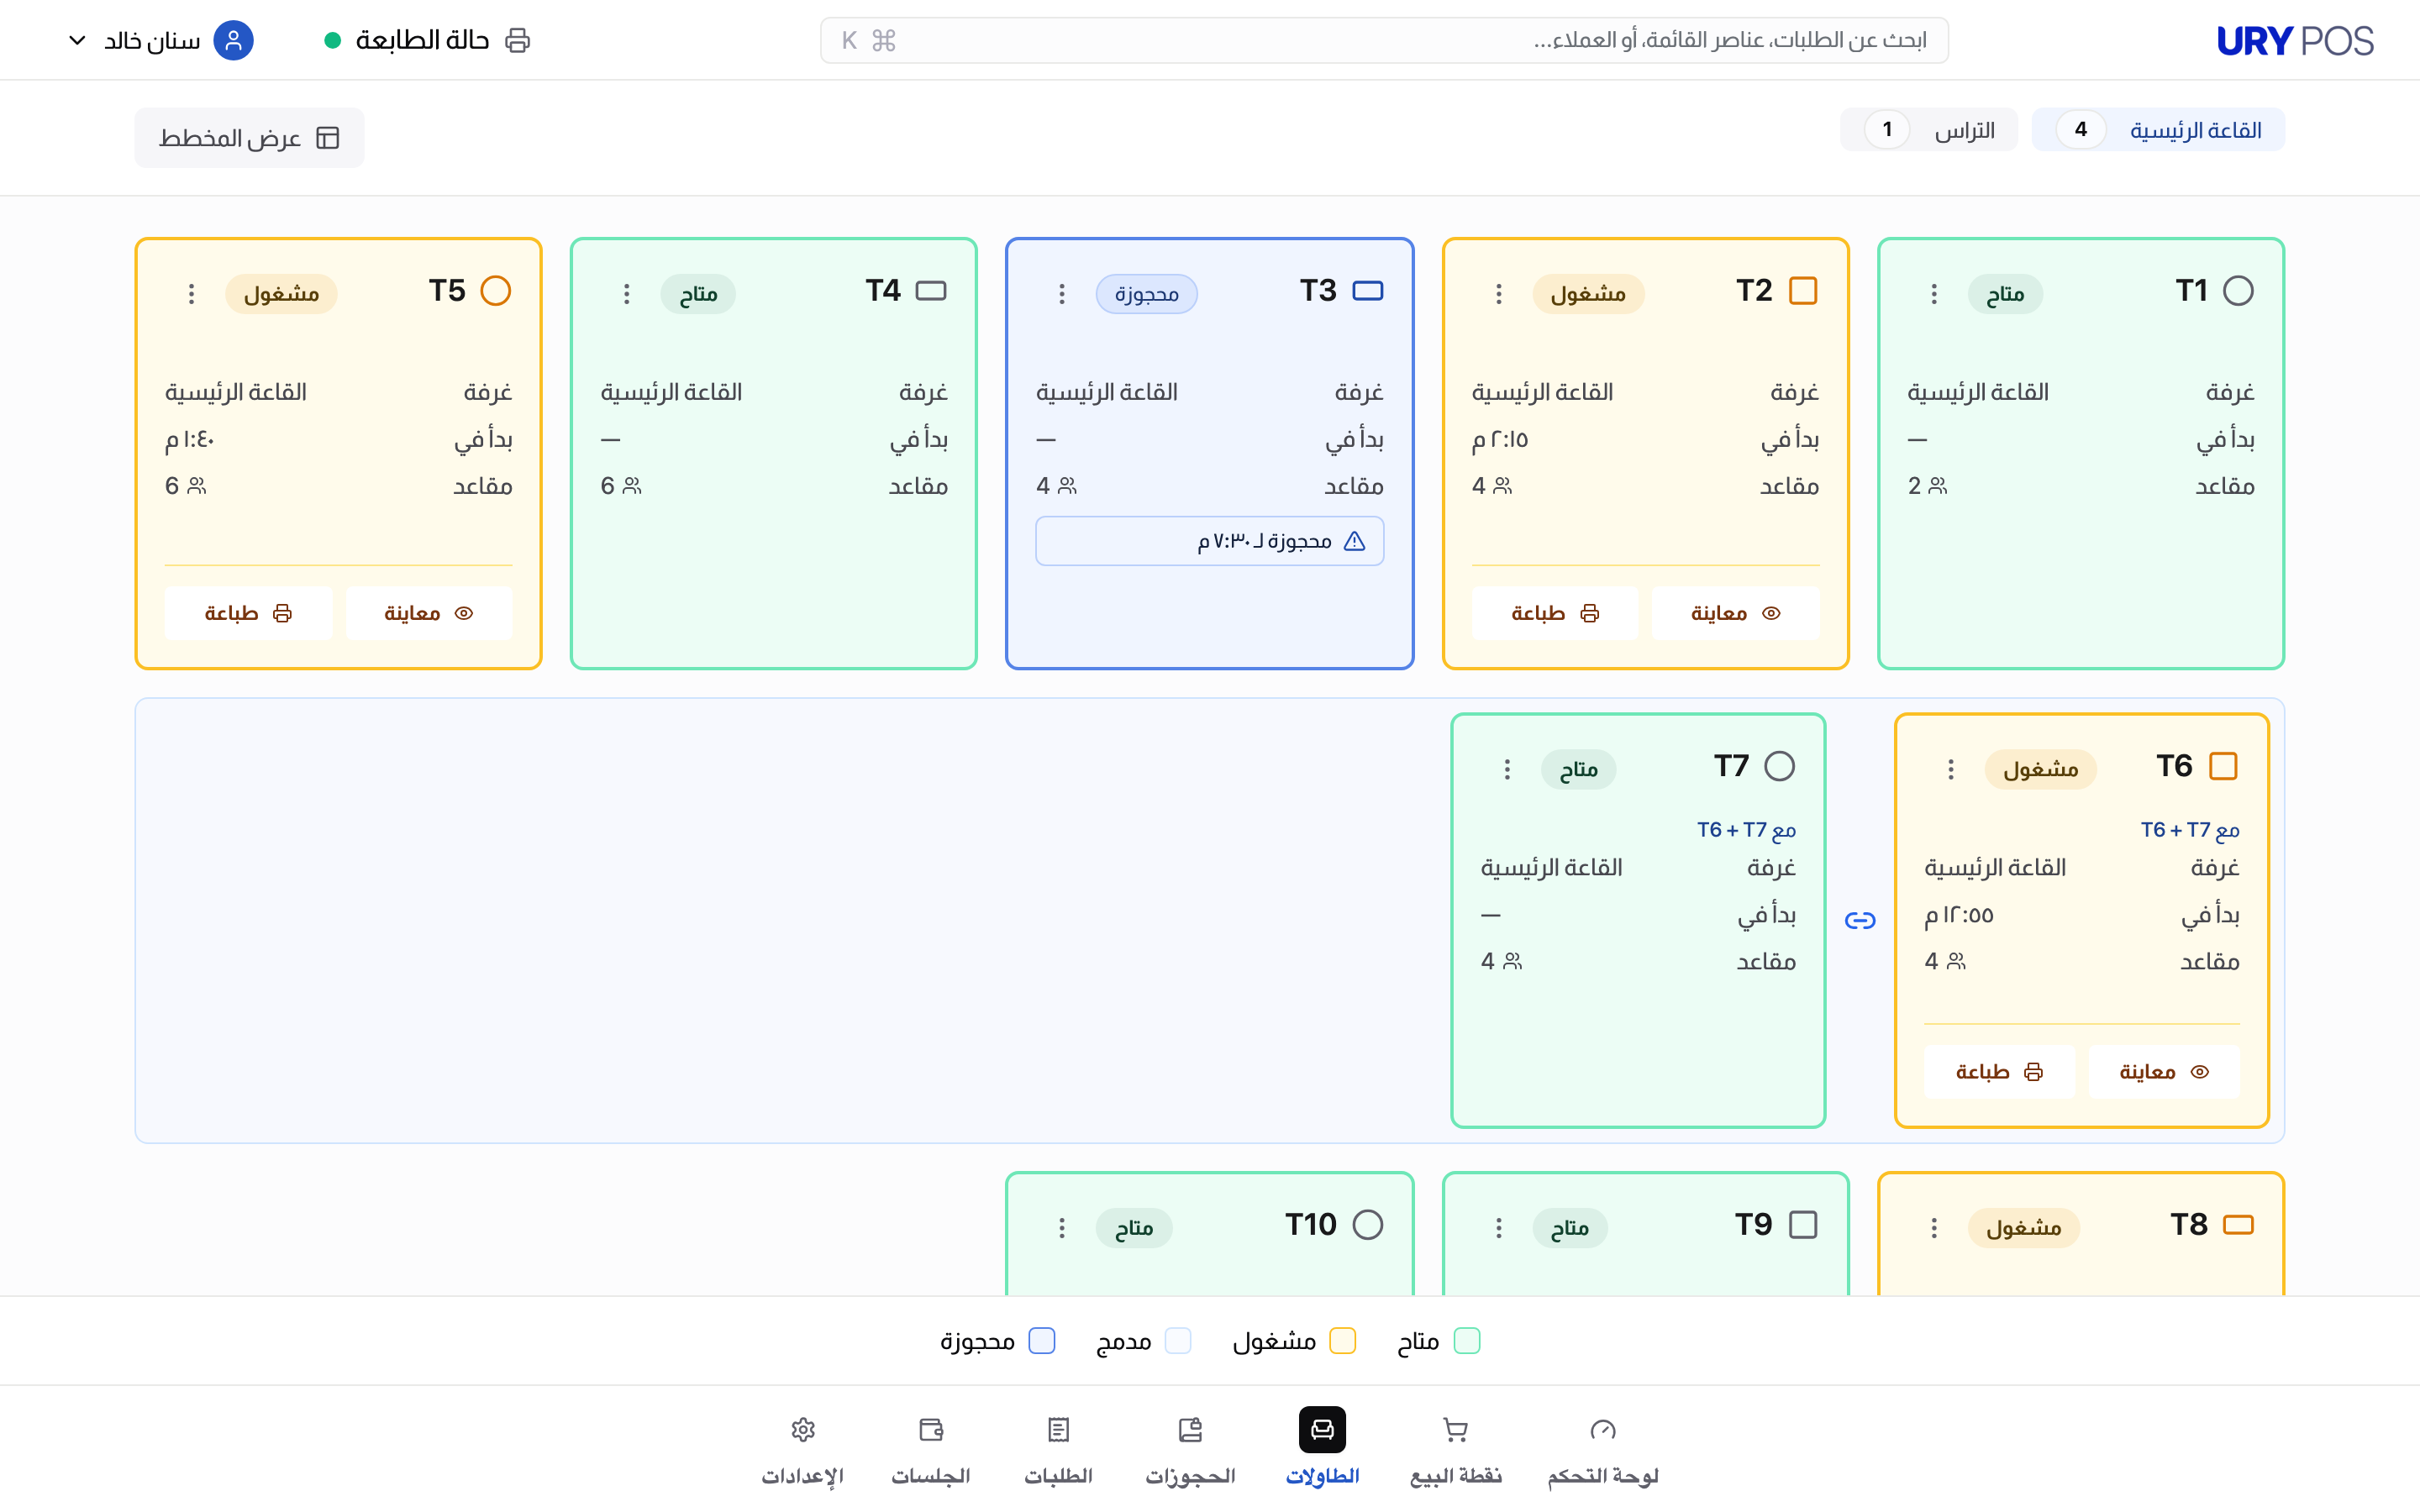 URY POS
ابحث عن الطلبات، عناصر القائمة، أو العملاء...
⌘ K
حالة الطابعة
سنان خالد
القاعة الرئيسية 4
التراس 1
عرض المخطط
T1 متاح
غرفة القاعة الرئيسية
بدأ في —
مقاعد 2
T2 مشغول
غرفة القاعة الرئيسية
بدأ في ٢:١٥ م
مقاعد 4
معاينة طباعة
T3 محجوزة
غرفة القاعة الرئيسية
بدأ في —
مقاعد 4
محجوزة لـ ٧:٣٠ م
T4 متاح
غرفة القاعة الرئيسية
بدأ في —
مقاعد 6
T5 مشغول
غرفة القاعة الرئيسية
بدأ في ١:٤٠ م
مقاعد 6
معاينة طباعة
T6 مشغول
مع T6 + T7
غرفة القاعة الرئيسية
بدأ في ١٢:٥٥ م
مقاعد 4
معاينة طباعة
T7 متاح
مع T6 + T7
غرفة القاعة الرئيسية
بدأ في —
مقاعد 4
T8 مشغول
T9 متاح
T10 متاح
متاح مشغول مدمج محجوزة
لوحة التحكم نقطة البيع الطاولات الحجوزات الطلبات الجلسات الإعدادات